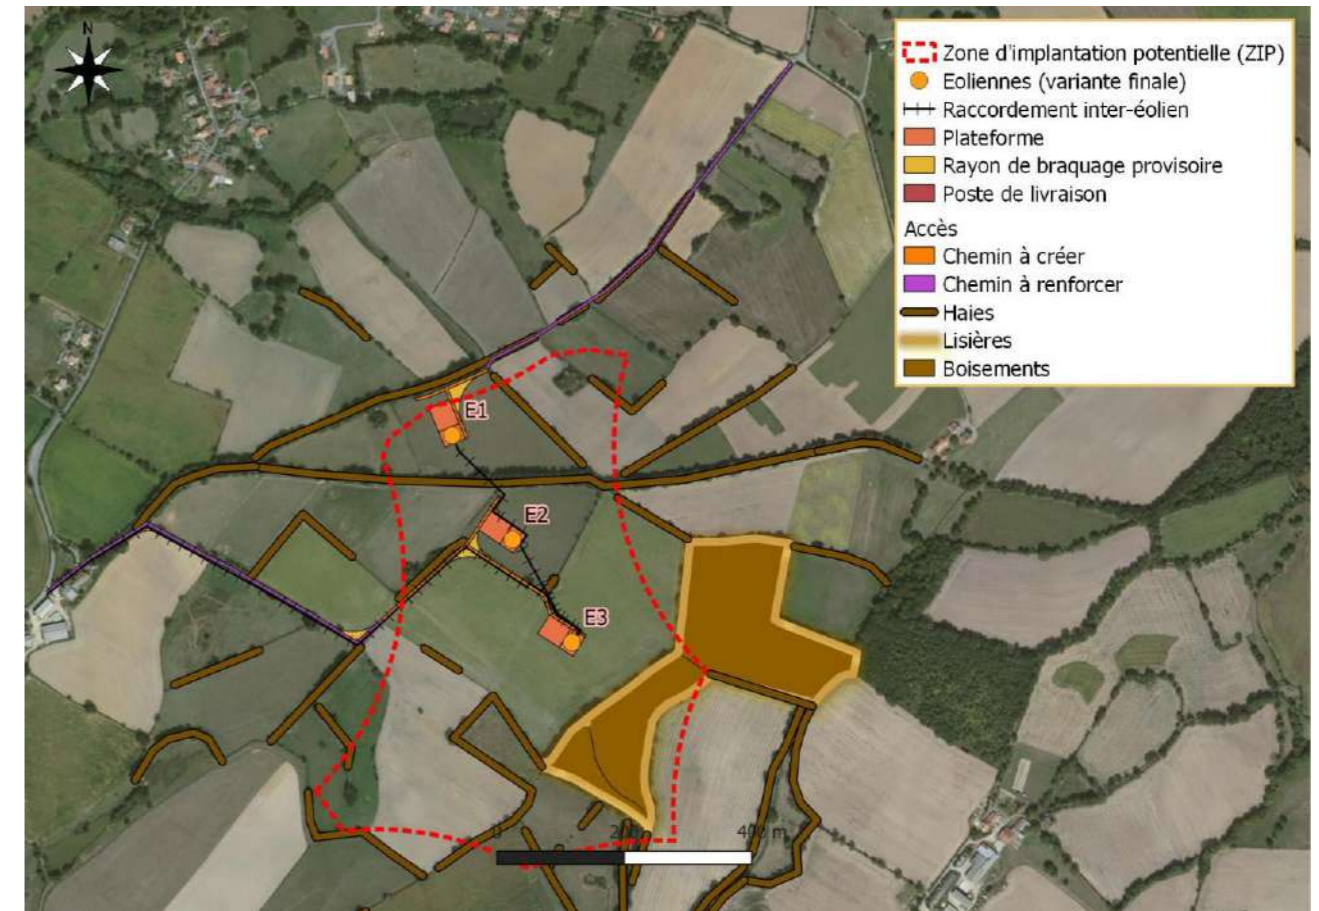 N
Zone d'implantation potentielle (ZIP)
Eoliennes (variante finale)
Raccordement inter-éolien
Plateforme
Rayon de braquage provisoire
Poste de livraison
Accès
Chemin à créer
Chemin à renforcer
Haies
Lisières
Boisements
E1
E2
E3
0 200 400 m